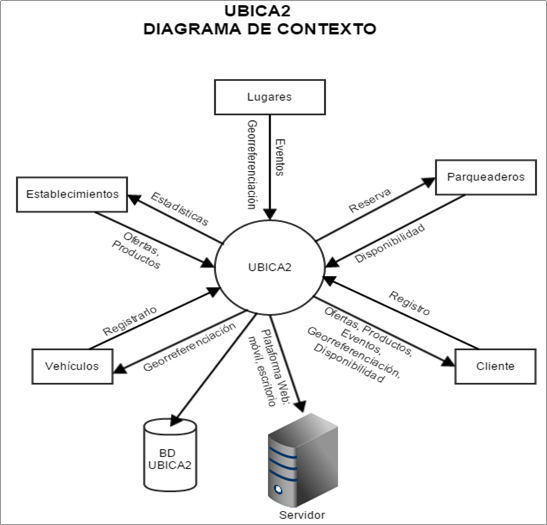 UBICA2
DIAGRAMA DE CONTEXTO
Lugares
Georreferenciación
Eventos
Establecimientos
Estadísticas
Ofertas,
Productos
Parqueaderos
Reserva
Disponibilidad
UBICA2
Registrarlo
Vehículos
Georreferenciación
Plataforma Web:
móvil, escritorio
Registro
Ofertas, Productos,
Eventos,
Georreferenciación,
Disponibilidad
Cliente
BD
UBICA2
Servidor